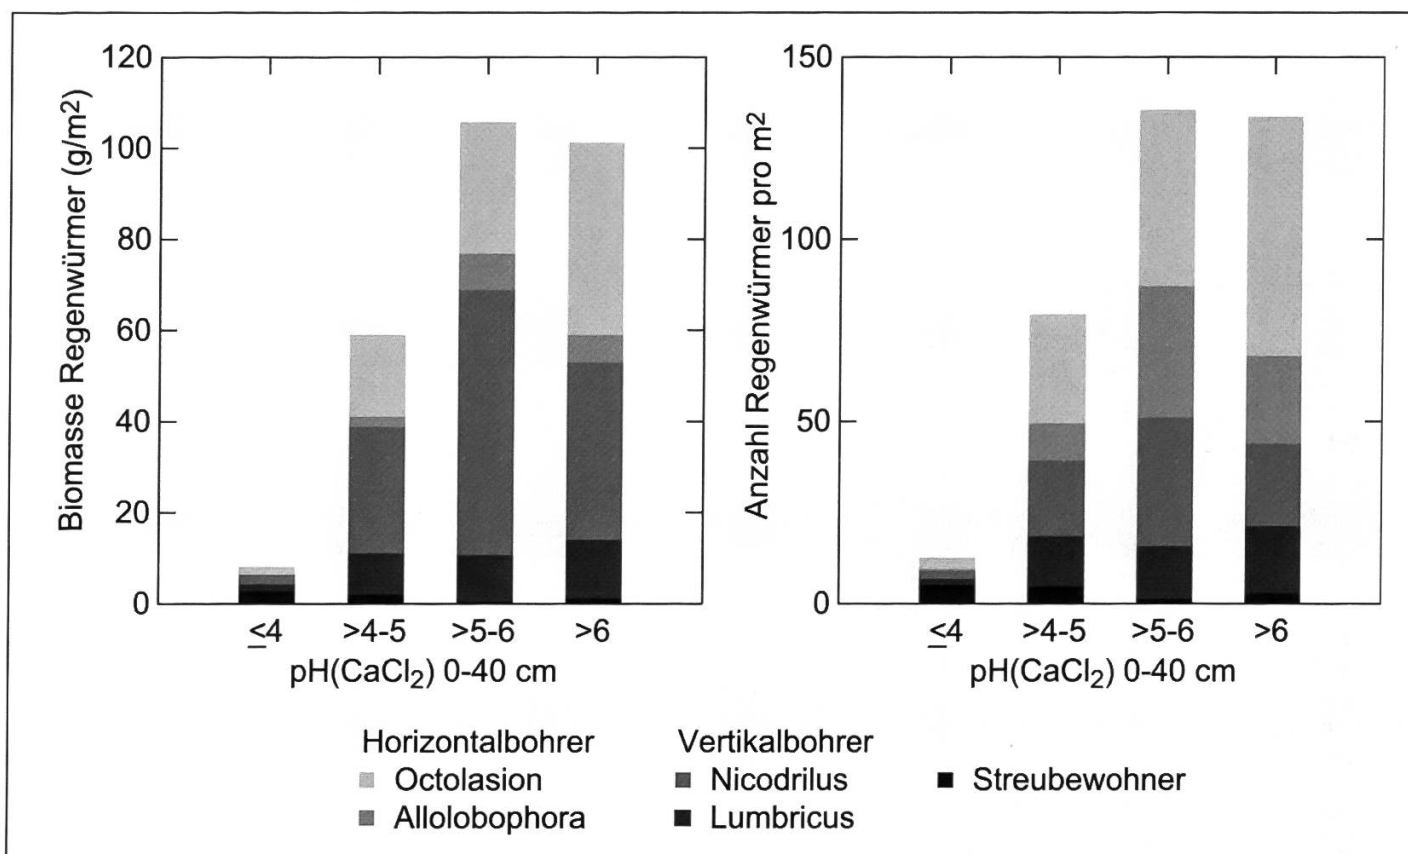 Biomasse Regenwürmer (g/m²)
120
100
80
60
40
20
0
≤4 >4-5 >5-6 >6
pH(CaCl₂) 0-40 cm
Anzahl Regenwürmer pro m²
150
100
50
0
≤4 >4-5 >5-6 >6
pH(CaCl₂) 0-40 cm
Horizontalbohrer Vertikalbohrer
Octolasion Nicodrilus Streubewohner
Allolobophora Lumbricus